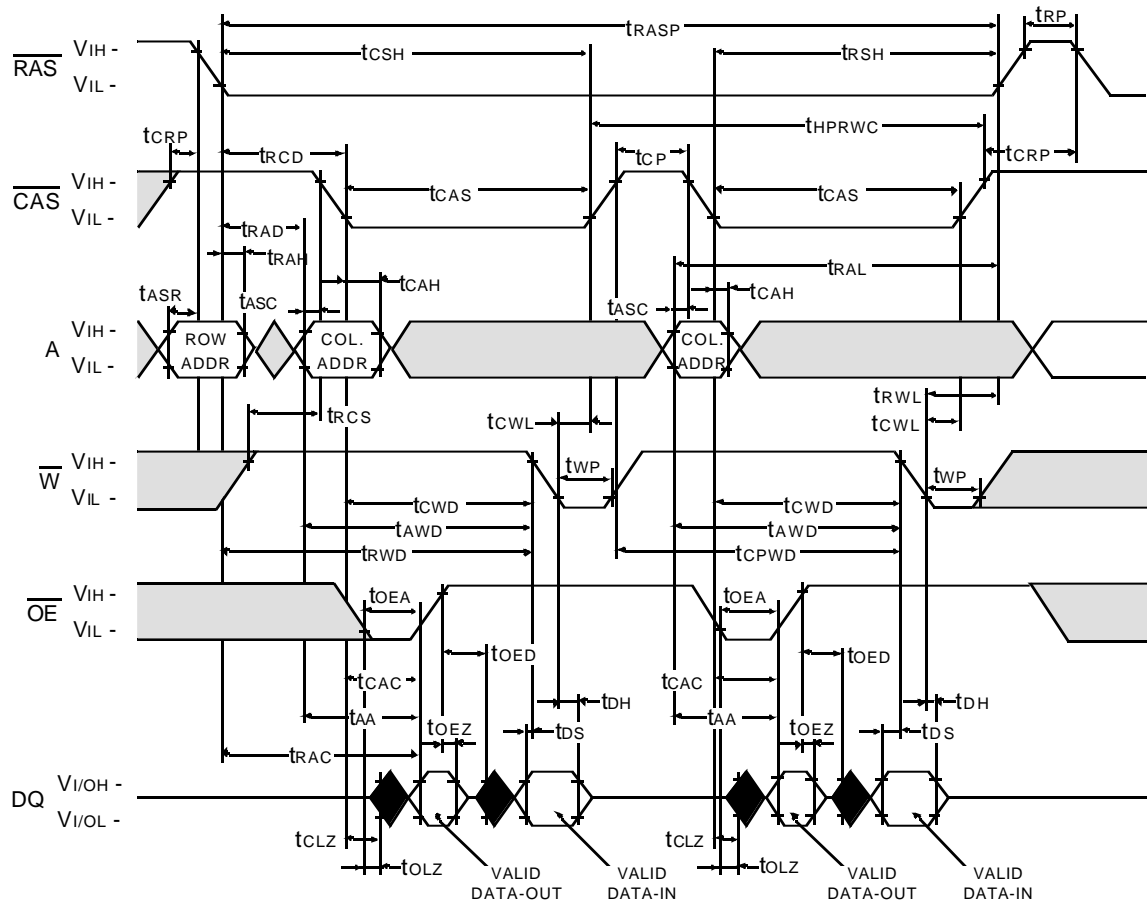 tRASP
tRP
tCSH
tRSH
RAS
VIH -
VIL -
tHPRWC
tCRP
tRCD
tCP
tCRP
CAS
VIH -
VIL -
tCAS
tCAS
tRAD
tRAH
tRAL
tASR
tASC
tCAH
tASC
tCAH
A
VIH -
VIL -
ROW
ADDR
COL.
ADDR
COL.
ADDR
tRCS
tCWL
tRWL
tCWL
W
VIH -
VIL -
tWP
tWP
tCWD
tCWD
tAWD
tAWD
tRWD
tCPWD
OE
VIH -
VIL -
tOEA
tOEA
tOED
tOED
tCAC
tCAC
tDH
tDH
tAA
tOEZ
tDS
tAA
tOEZ
tDS
tRAC
DQ
VI/OH -
VI/OL -
tCLZ
tCLZ
tOLZ
tOLZ
VALID
DATA-OUT
VALID
DATA-IN
VALID
DATA-OUT
VALID
DATA-IN